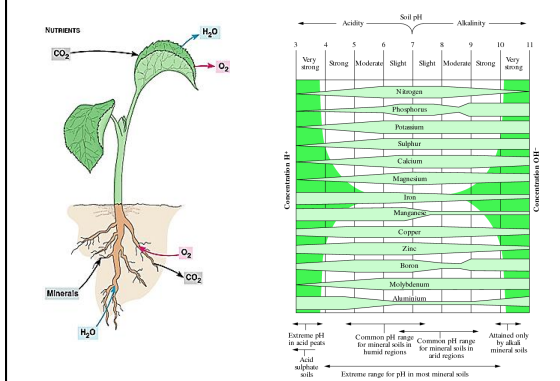 NUTRIENTS
H₂O
CO₂
O₂
O₂
CO₂
Minerals
H₂O
Soil pH
Acidity
Alkalinity
3 4 5 6 7 8 9 10 11
Very strong
Strong
Moderate
Slight
Slight
Moderate
Strong
Very strong
Concentration H⁺
Concentration OH⁻
Nitrogen
Phosphorus
Potassium
Sulphur
Calcium
Magnesium
Iron
Manganese
Copper
Zinc
Boron
Molybdenum
Aluminium
Extreme pH
in acid peats
Common pH range
for mineral soils in
humid regions
Common pH range
for mineral soils in
arid regions
Attained only
by alkali
mineral soils
Acid
sulphate
soils
Extreme range for pH in most mineral soils